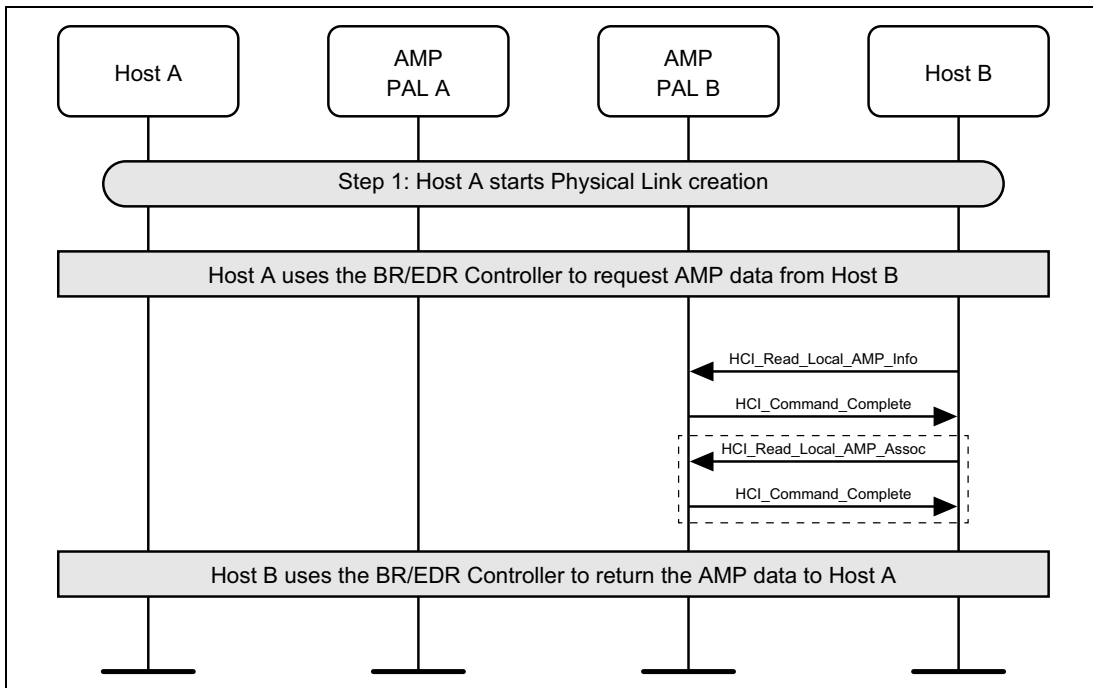 Host A
AMP
PAL A
AMP
PAL B
Host B
Step 1: Host A starts Physical Link creation
Host A uses the BR/EDR Controller to request AMP data from Host B
HCI_Read_Local_AMP_Info
HCI_Command_Complete
HCI_Read_Local_AMP_Assoc
HCI_Command_Complete
Host B uses the BR/EDR Controller to return the AMP data to Host A